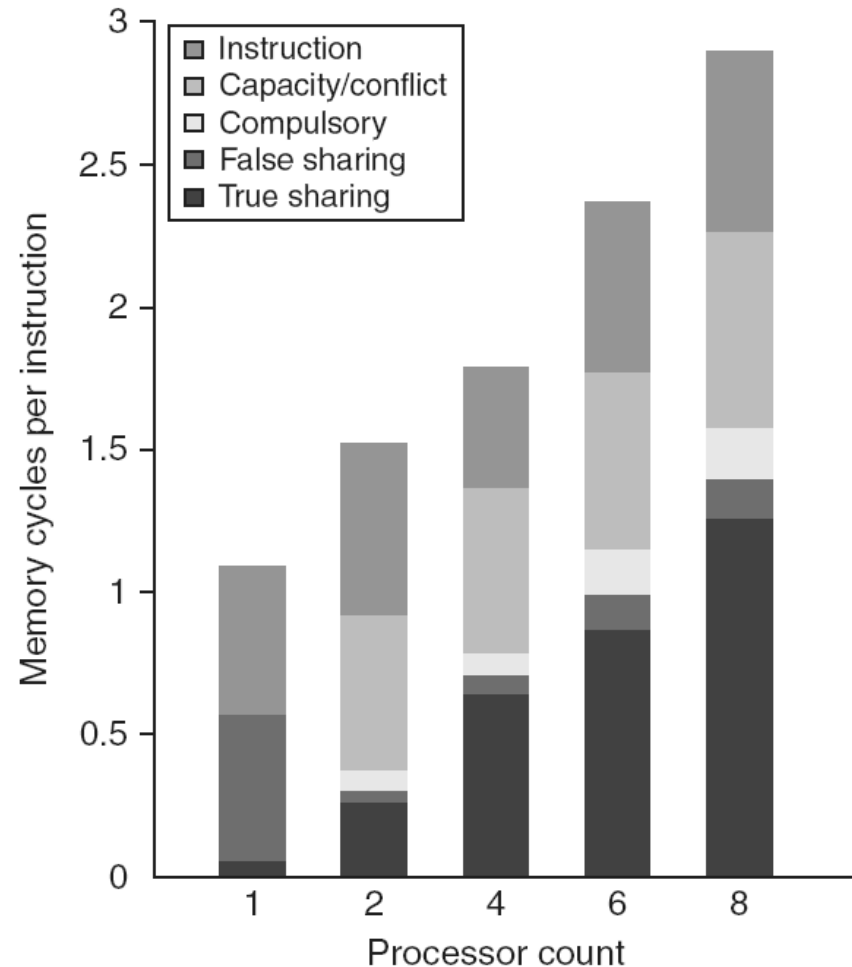 3
Instruction
Capacity/conflict
Compulsory
False sharing
True sharing
2.5
2
1.5
1
0.5
0
Memory cycles per instruction
1 2 4 6 8
Processor count